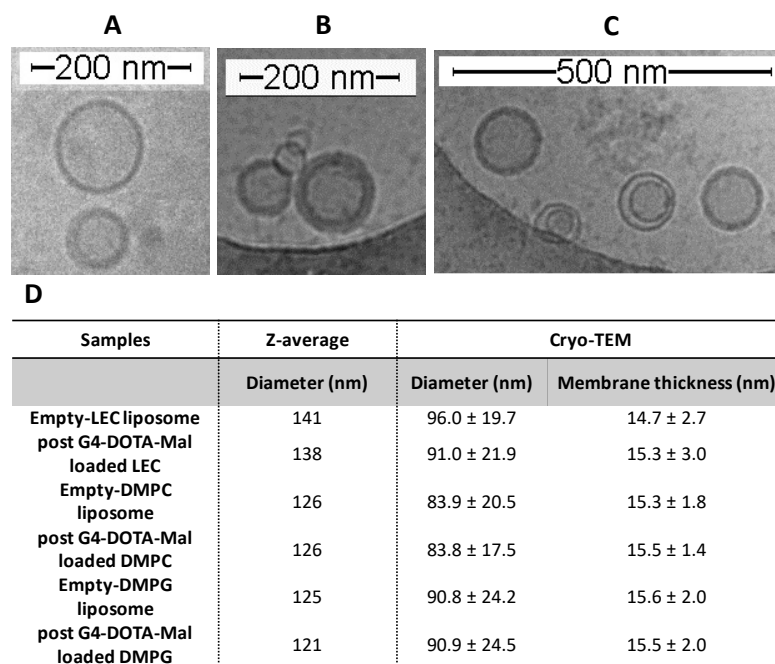 A
B
C
200 nm
200 nm
500 nm
D
Samples Z-average Cryo-TEM
Diameter (nm) Diameter (nm) Membrane thickness (nm)
Empty-LEC liposome 141 96.0 ± 19.7 14.7 ± 2.7
post G4-DOTA-Mal
loaded LEC 138 91.0 ± 21.9 15.3 ± 3.0
Empty-DMPC
liposome 126 83.9 ± 20.5 15.3 ± 1.8
post G4-DOTA-Mal
loaded DMPC 126 83.8 ± 17.5 15.5 ± 1.4
Empty-DMPG
liposome 125 90.8 ± 24.2 15.6 ± 2.0
post G4-DOTA-Mal
loaded DMPG 121 90.9 ± 24.5 15.5 ± 2.0